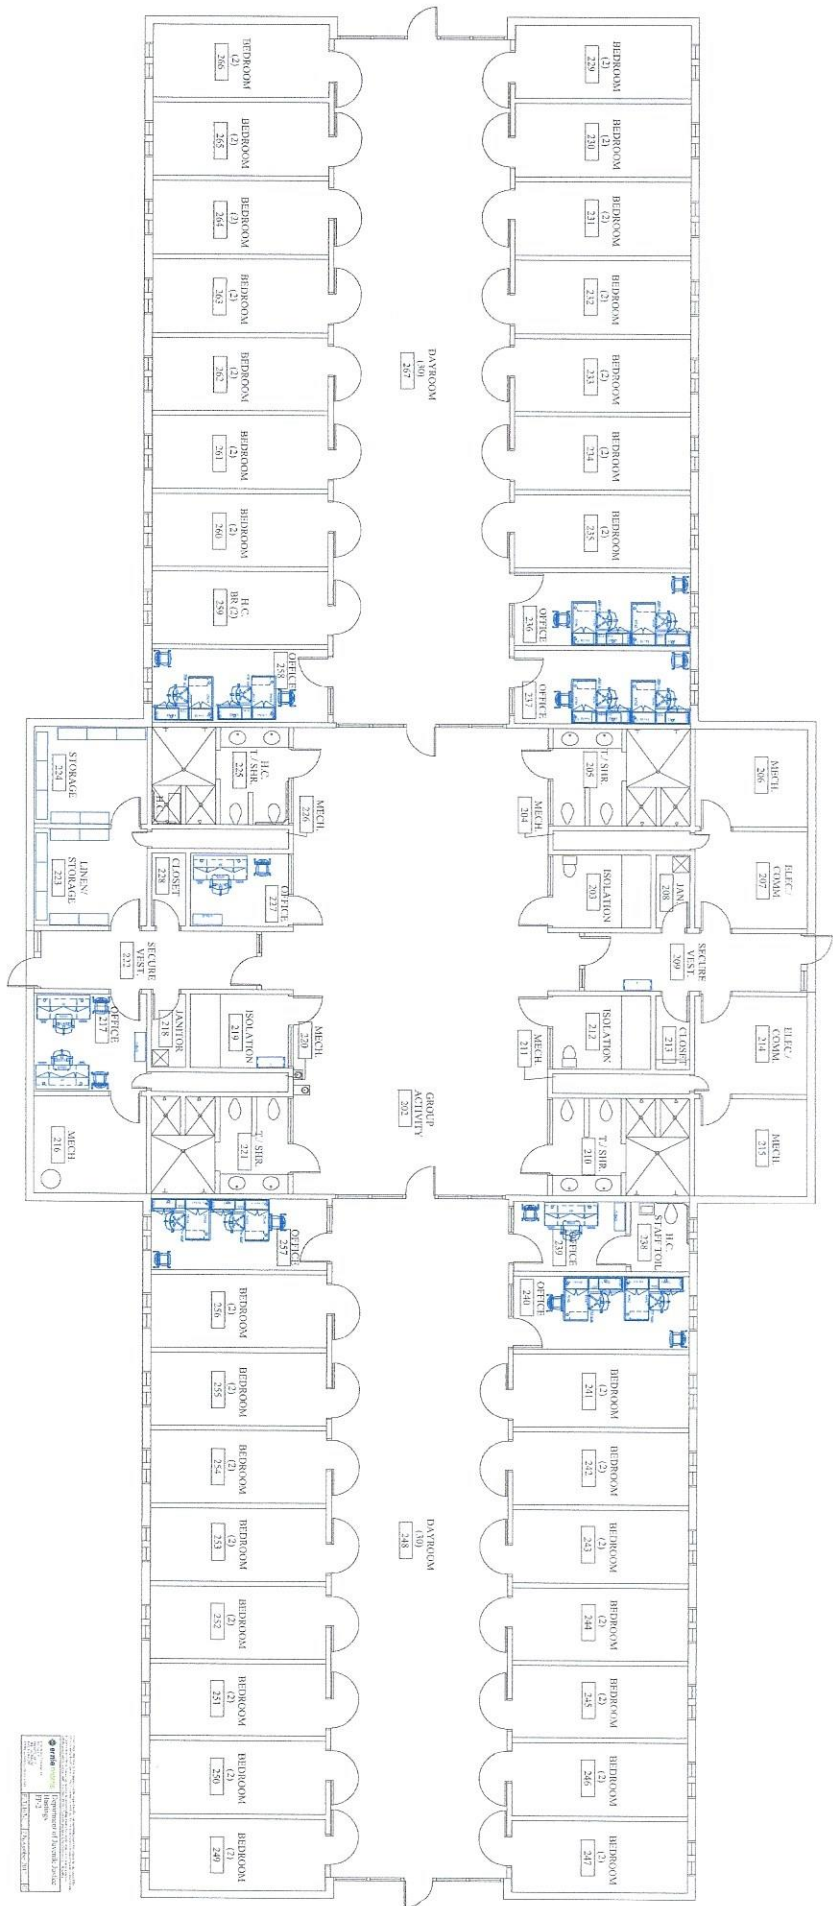 BEDROOM
(2)
229
BEDROOM
(2)
230
BEDROOM
(2)
231
BEDROOM
(2)
232
BEDROOM
(2)
233
BEDROOM
(2)
234
BEDROOM
(2)
235
OFFICE
236
OFFICE
237
BEDROOM
(2)
266
BEDROOM
(2)
265
BEDROOM
(2)
264
BEDROOM
(2)
263
BEDROOM
(2)
262
BEDROOM
(2)
261
BEDROOM
(2)
260
H.C.
BR (2)
259
OFFICE
258
DAYROOM
(30)
267
MECH.
206
T./SHR.
205
MECH.
204
ELEC/
COMM
207
JAN
208
ISOLATION
203
SECURE
VEST.
209
ELEC/
COMM.
214
CLOSET
213
ISOLATION
212
MECH.
211
MECH.
215
T./SHR.
210
STORAGE
224
H.C.
H.C.
T./SHR.
225
MECH.
226
LINEN/
STORAGE
223
CLOSET
228
OFFICE
227
SECURE
VEST.
222
OFFICE
217
JANITOR
218
ISOLATION
219
MECH.
220
MECH
216
T./SHR.
221
GROUP
ACTIVITY
202
H.C.
STAFF TOIL
238
OFFICE
239
OFFICE
240
BEDROOM
(2)
241
BEDROOM
(2)
242
BEDROOM
(2)
243
BEDROOM
(2)
244
BEDROOM
(2)
245
BEDROOM
(2)
246
BEDROOM
(2)
247
OFFICE
257
BEDROOM
(2)
256
BEDROOM
(2)
255
BEDROOM
(2)
254
BEDROOM
(2)
253
BEDROOM
(2)
252
BEDROOM
(2)
251
BEDROOM
(2)
250
BEDROOM
(2)
249
DAYROOM
(30)
248
Department of Juvenile Justice
Hastings
FP-2